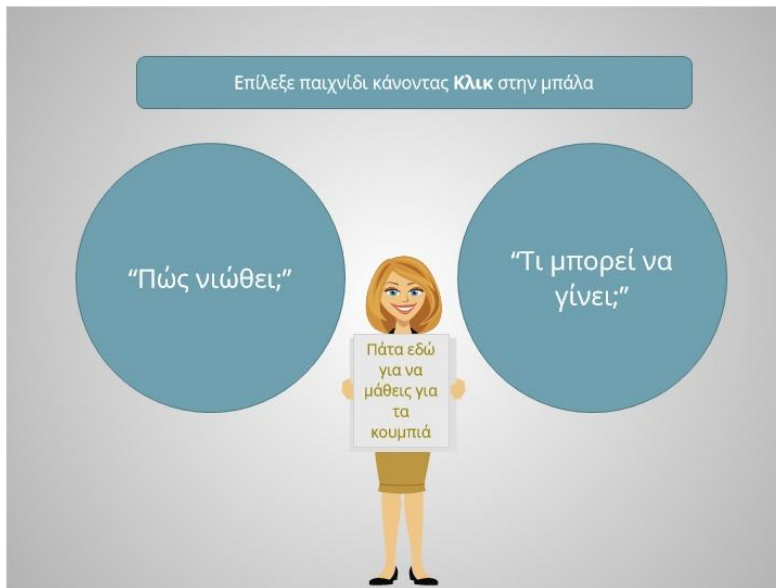 Επίλεξε παιχνίδι κάνοντας Κλικ στην μπάλα
“Πώς νιώθει;”
“Τι μπορεί να
γίνει;”
Πάτα εδώ
για να
μάθεις για
τα
κουμπιά